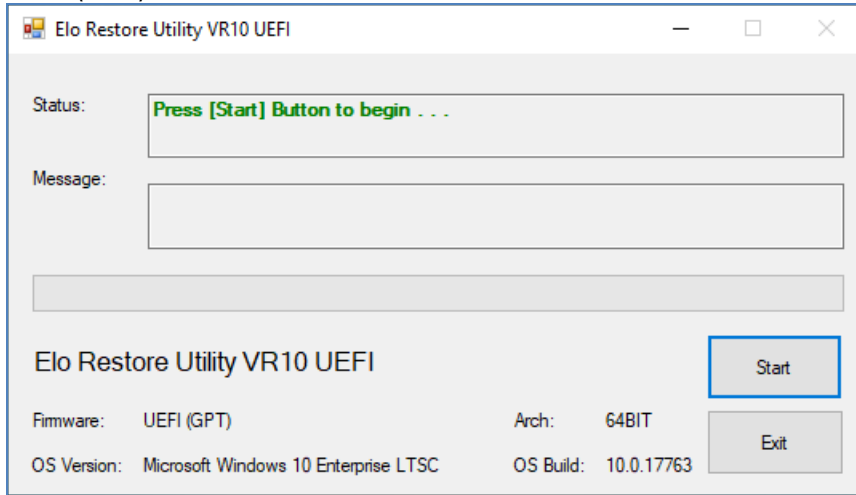 Elo Restore Utility VR10 UEFI
Status: Press [Start] Button to begin . . .
Message:
Elo Restore Utility VR10 UEFI
Start
Firmware: UEFI (GPT) Arch: 64BIT
Exit
OS Version: Microsoft Windows 10 Enterprise LTSC OS Build: 10.0.17763